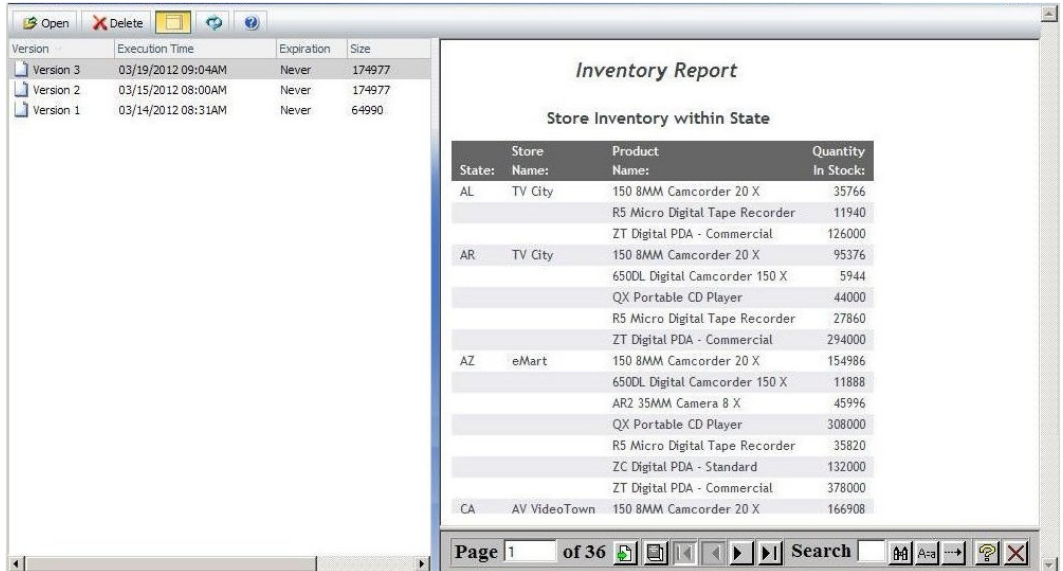 Open Delete
Version Execution Time Expiration Size
Version 3 03/19/2012 09:04AM Never 174977
Version 2 03/15/2012 08:00AM Never 174977
Version 1 03/14/2012 08:31AM Never 64990
Inventory Report
Store Inventory within State
Store Product Quantity
State: Name: Name: In Stock:
AL TV City 150 8MM Camcorder 20 X 35766
R5 Micro Digital Tape Recorder 11940
ZT Digital PDA - Commercial 126000
AR TV City 150 8MM Camcorder 20 X 95376
650DL Digital Camcorder 150 X 5944
QX Portable CD Player 44000
R5 Micro Digital Tape Recorder 27860
ZT Digital PDA - Commercial 294000
AZ eMart 150 8MM Camcorder 20 X 154986
650DL Digital Camcorder 150 X 11888
AR2 35MM Camera 8 X 45996
QX Portable CD Player 308000
R5 Micro Digital Tape Recorder 35820
ZC Digital PDA - Standard 132000
ZT Digital PDA - Commercial 378000
CA AV VideoTown 150 8MM Camcorder 20 X 166908
Page 1 of 36 Search A=a